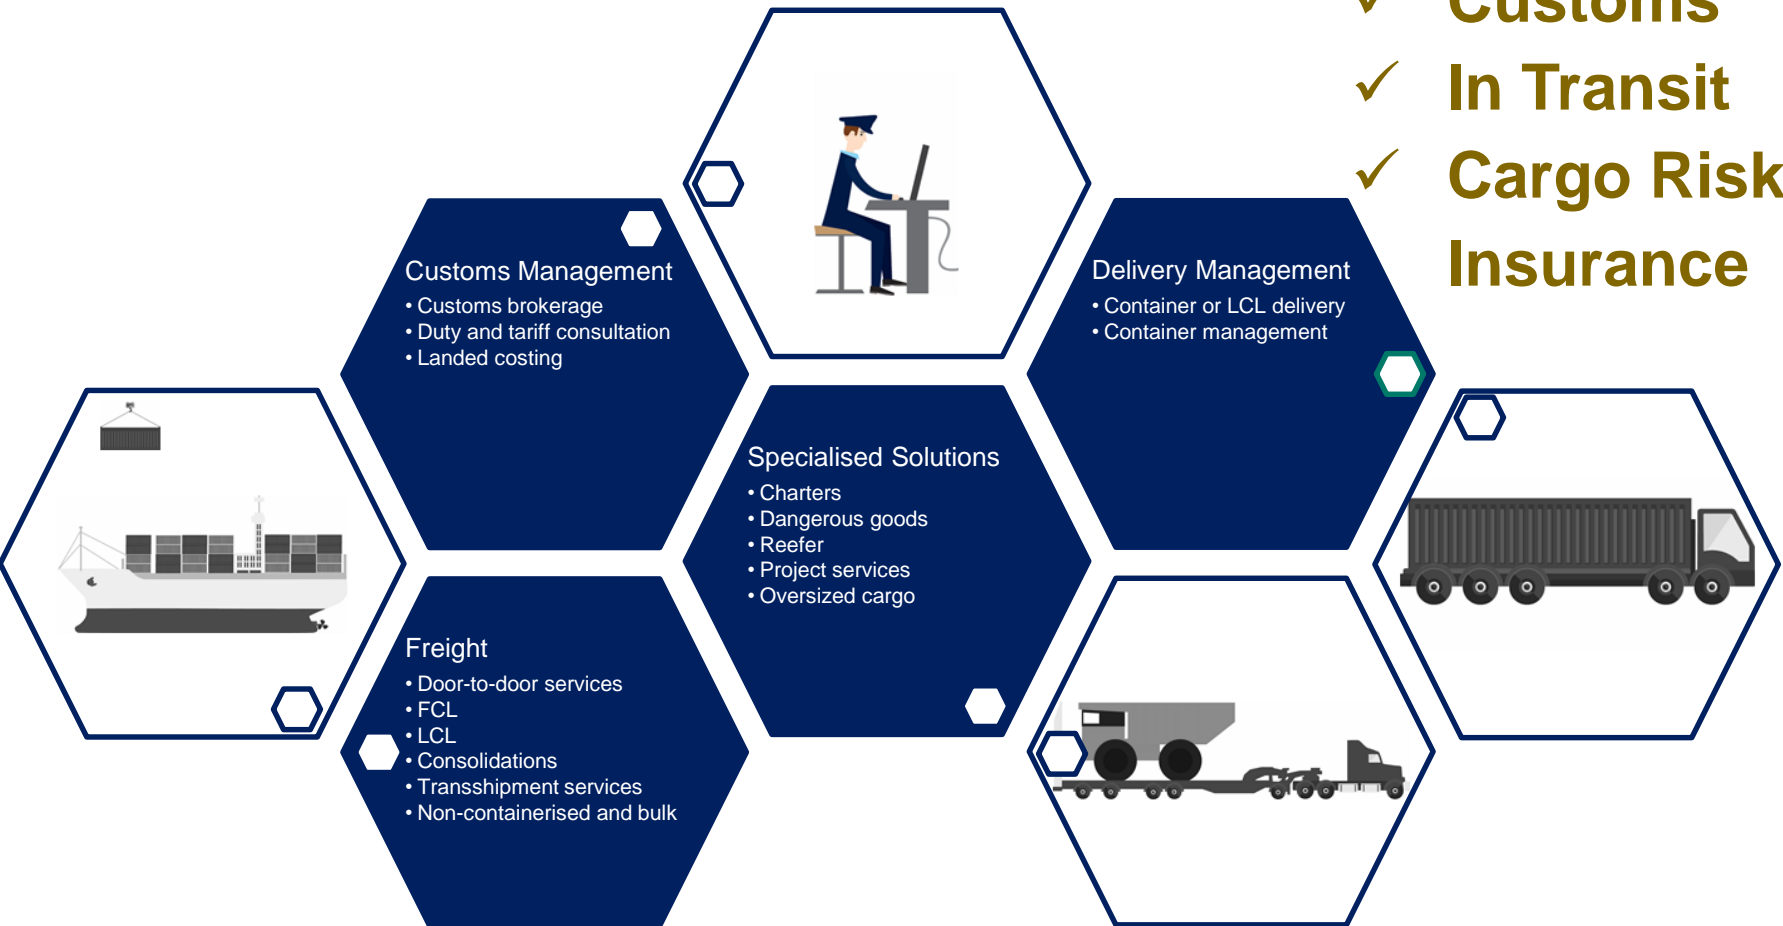 ✓ Customs
✓ In Transit
✓ Cargo Risk
Insurance
Customs Management
• Customs brokerage
• Duty and tariff consultation
• Landed costing
Delivery Management
• Container or LCL delivery
• Container management
Specialised Solutions
• Charters
• Dangerous goods
• Reefer
• Project services
• Oversized cargo
Freight
• Door-to-door services
• FCL
• LCL
• Consolidations
• Transshipment services
• Non-containerised and bulk